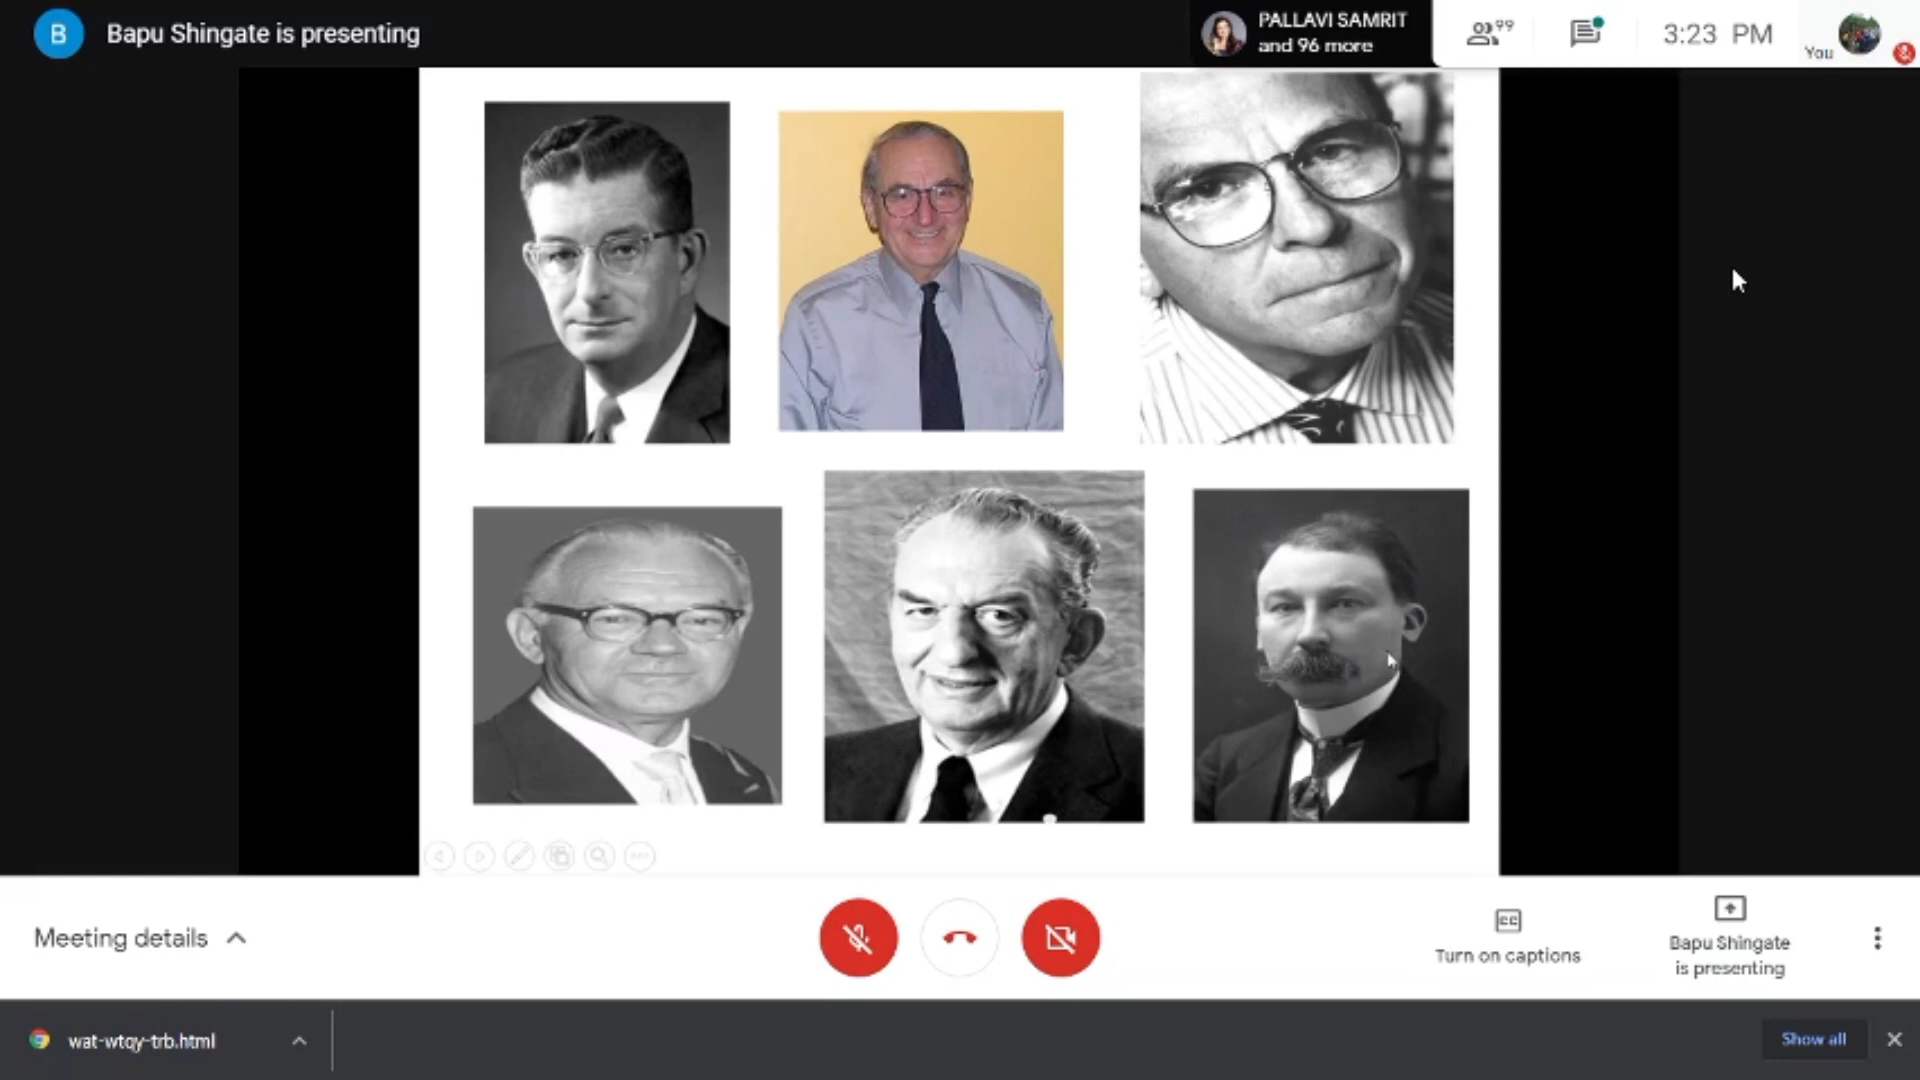 B
Bapu Shingate is presenting
PALLAVI SAMRIT
and 96 more
99
3:23 PM
You
Meeting details
CC
Turn on captions
Bapu Shingate
is presenting
wat-wtqy-trb.html
Show all